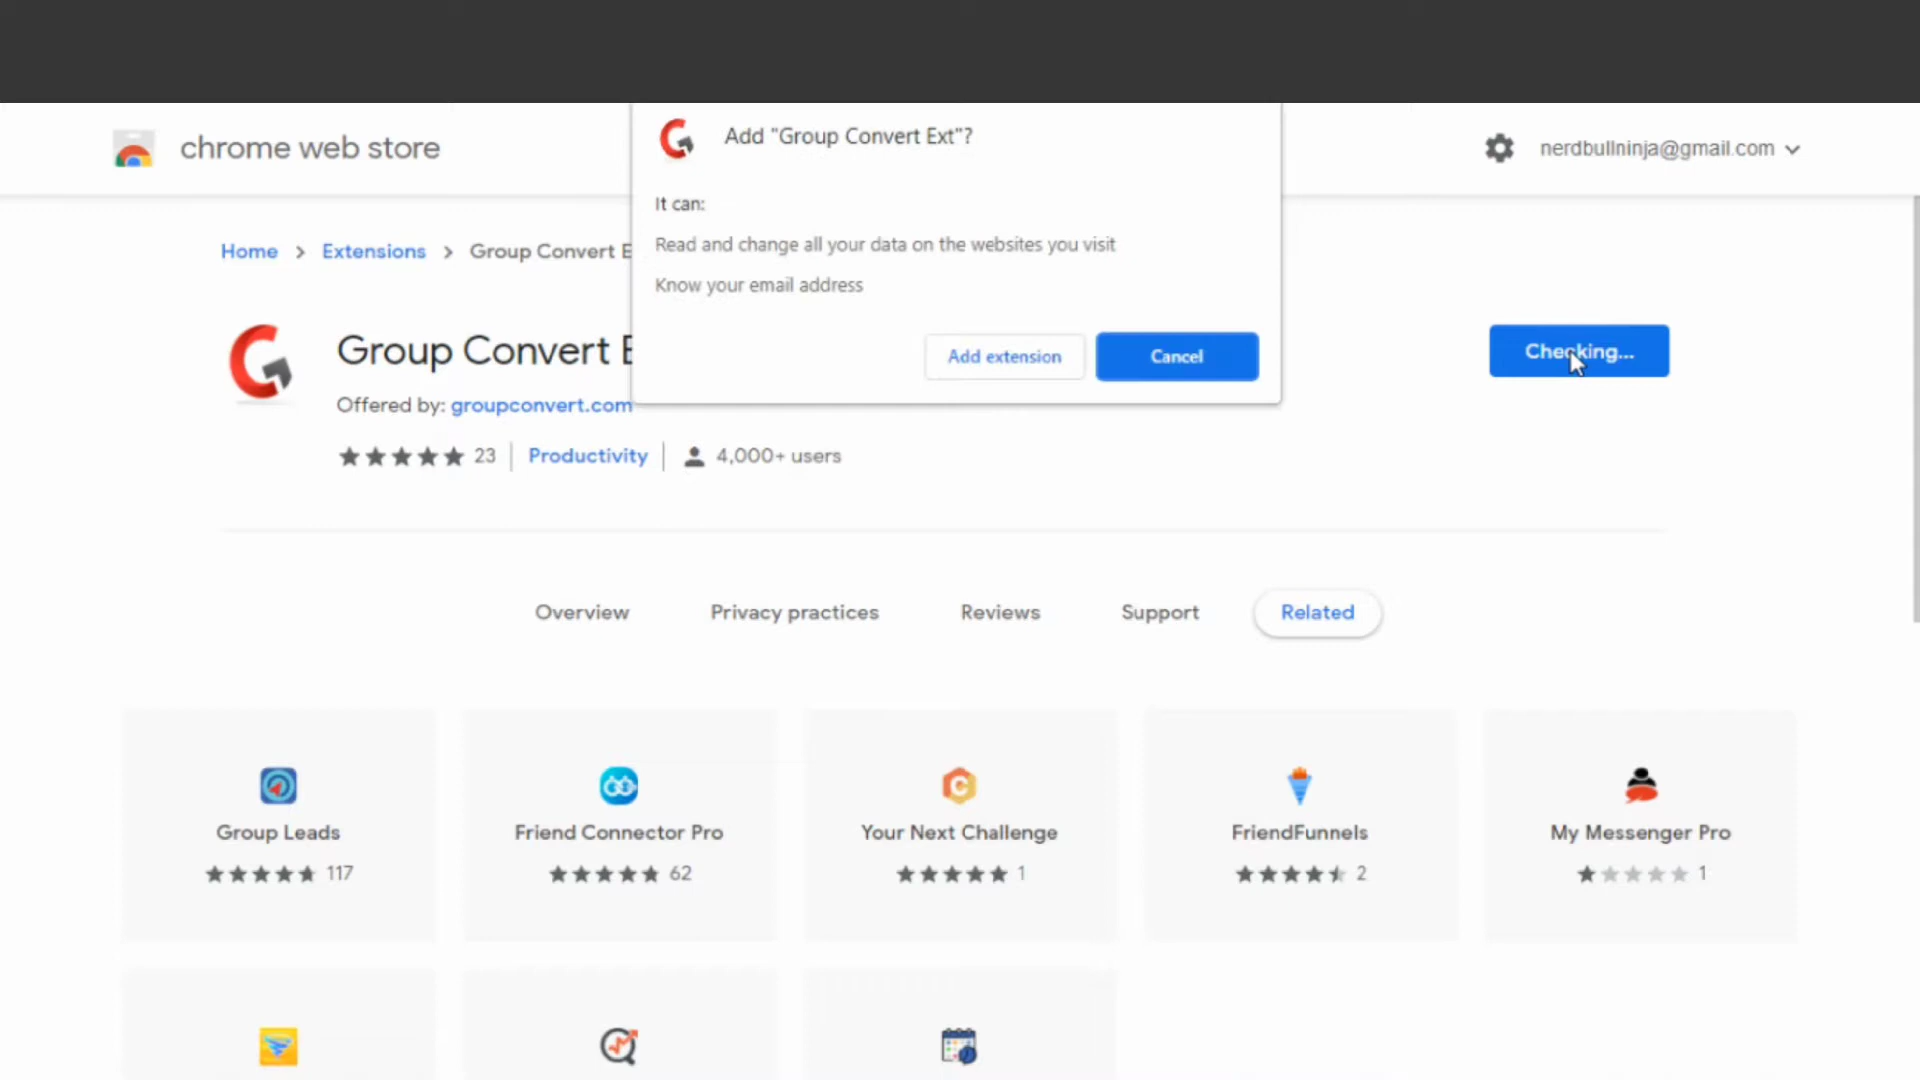 chrome web store
Add "Group Convert Ext"?
nerdbullninja@gmail.com
It can:
Read and change all your data on the websites you visit
Know your email address
Add extension
Cancel
Home > Extensions > Group Convert E
Group Convert E
Checking...
Offered by: groupconvert.com
23 | Productivity | 4,000+ users
Overview
Privacy practices
Reviews
Support
Related
Group Leads
117
Friend Connector Pro
62
Your Next Challenge
1
FriendFunnels
2
My Messenger Pro
1